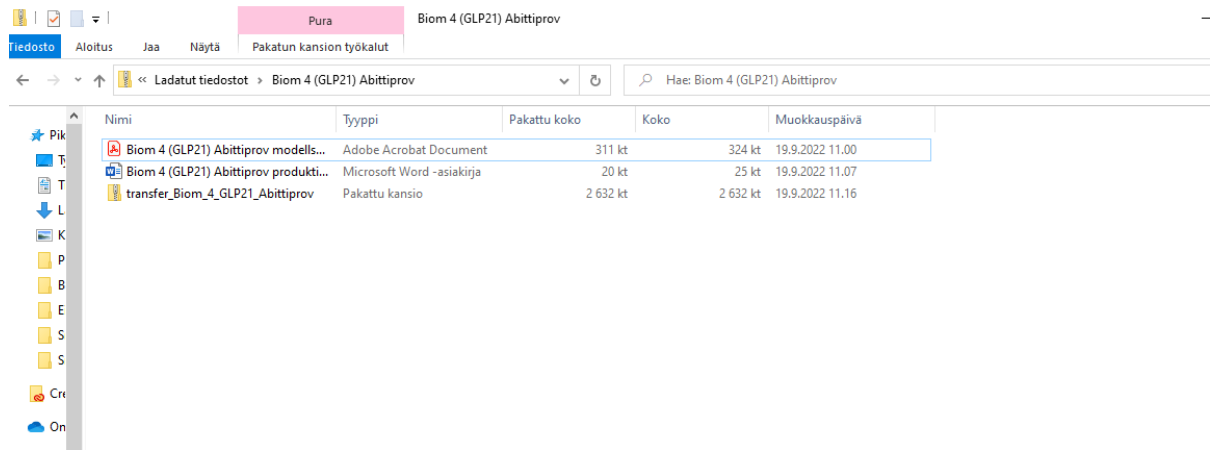 Pura Biom 4 (GLP21) Abittiprov
Tiedosto Aloitus Jaa Näytä Pakatun kansion työkalut
« Ladatut tiedostot > Biom 4 (GLP21) Abittiprov Hae: Biom 4 (GLP21) Abittiprov
Nimi Tyyppi Pakattu koko Koko Muokkauspäivä
Pik
Biom 4 (GLP21) Abittiprov modells... Adobe Acrobat Document 311 kt 324 kt 19.9.2022 11.00
Ty
Biom 4 (GLP21) Abittiprov produkti... Microsoft Word -asiakirja 20 kt 25 kt 19.9.2022 11.07
T
transfer_Biom_4_GLP21_Abittiprov Pakattu kansio 2 632 kt 2 632 kt 19.9.2022 11.16
L
K
P
B
E
S
S
Cre
On